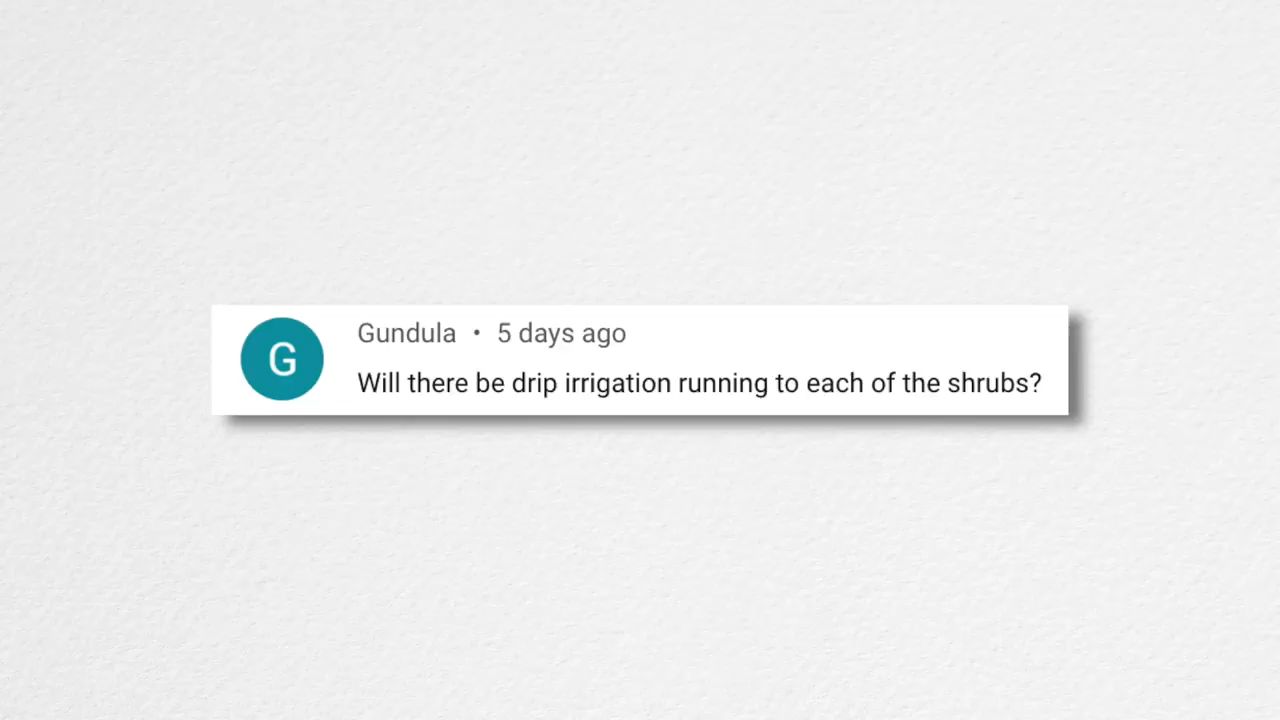 G
Gundula • 5 days ago
Will there be drip irrigation running to each of the shrubs?